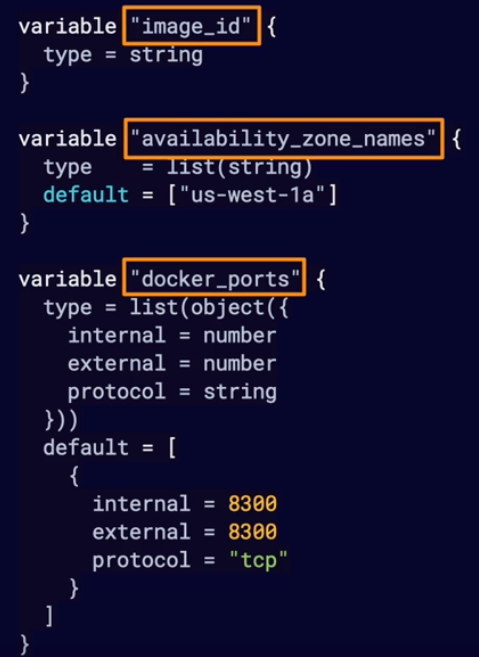 variable "image_id" {
  type = string
}
variable "availability_zone_names" {
  type    = list(string)
  default = ["us-west-1a"]
}
variable "docker_ports" {
  type = list(object({
    internal = number
    external = number
    protocol = string
  }))
  default = [
    {
      internal = 8300
      external = 8300
      protocol = "tcp"
    }
  ]
}